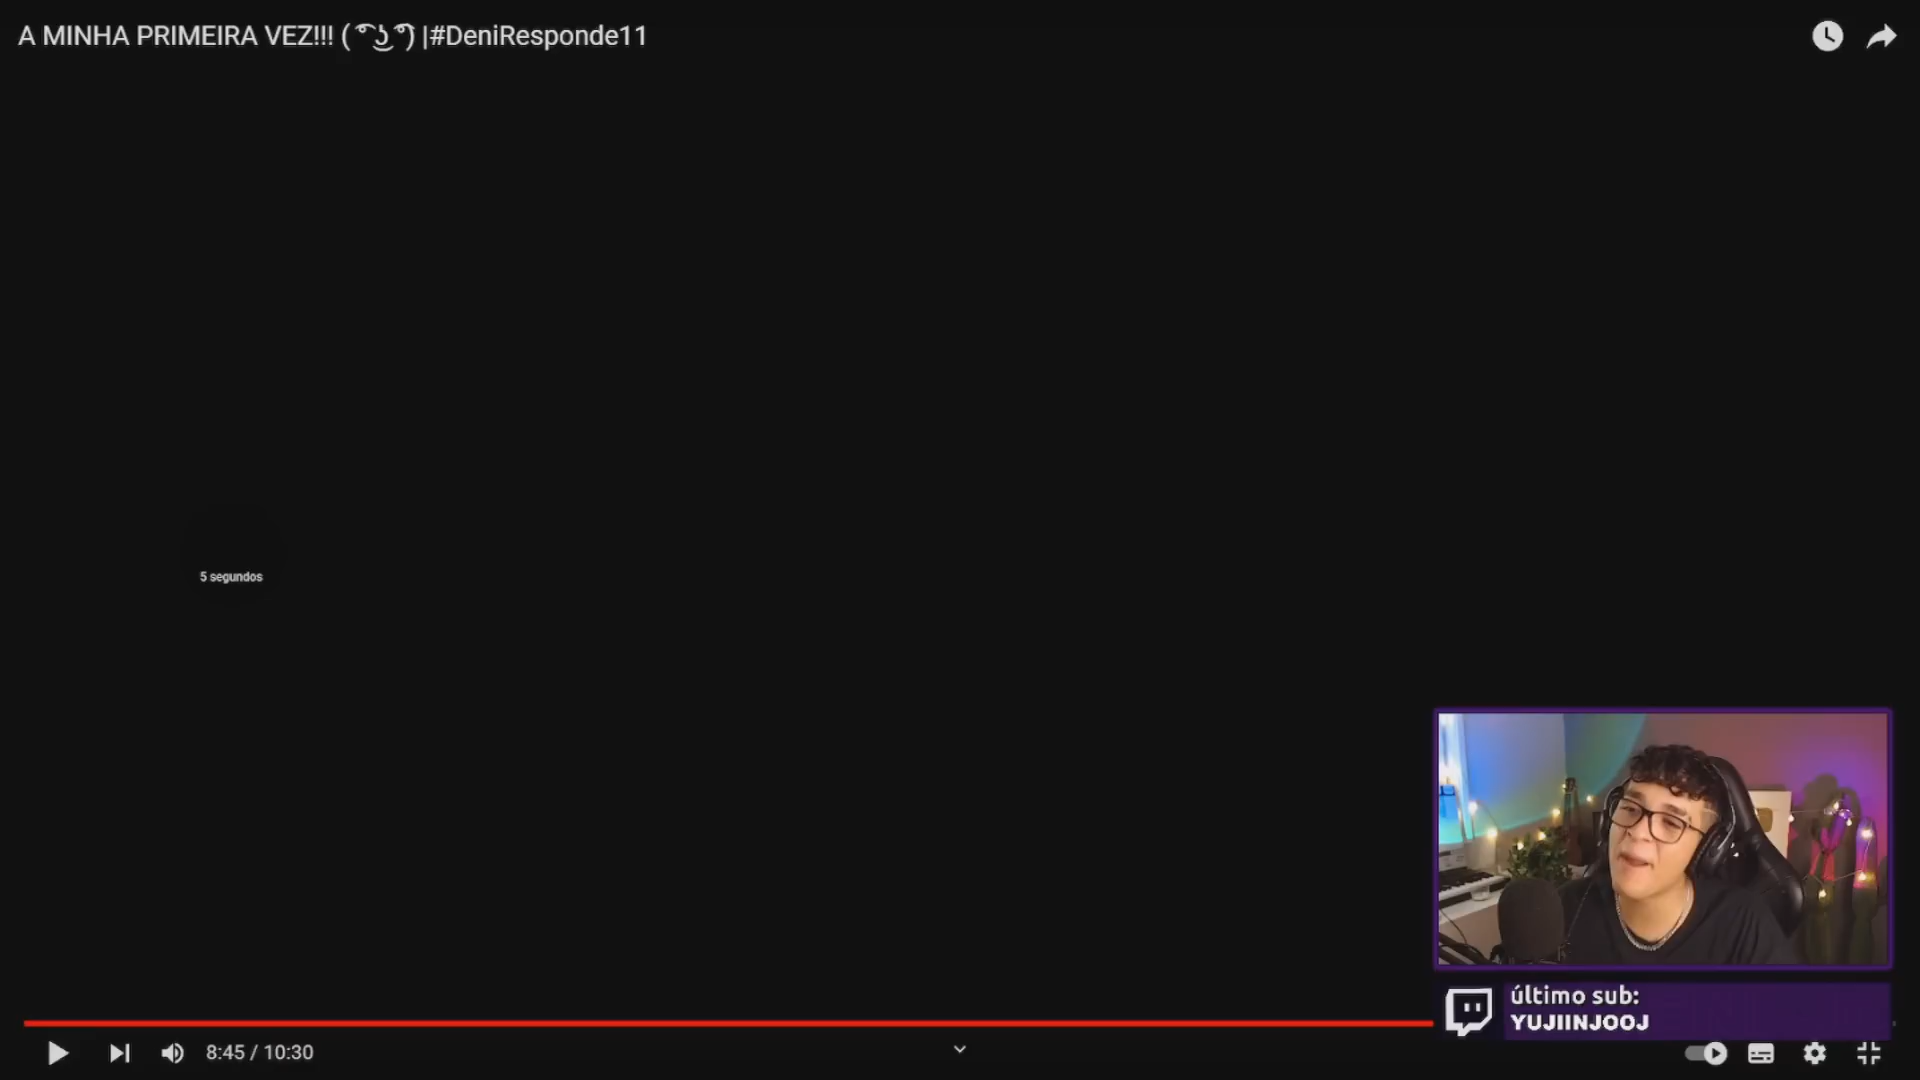 A MINHA PRIMEIRA VEZ!!! ( ͡° ͜ʖ ͡°) |#DeniResponde11
5 segundos
último sub:
YUJIINJOOJ
8:45 / 10:30